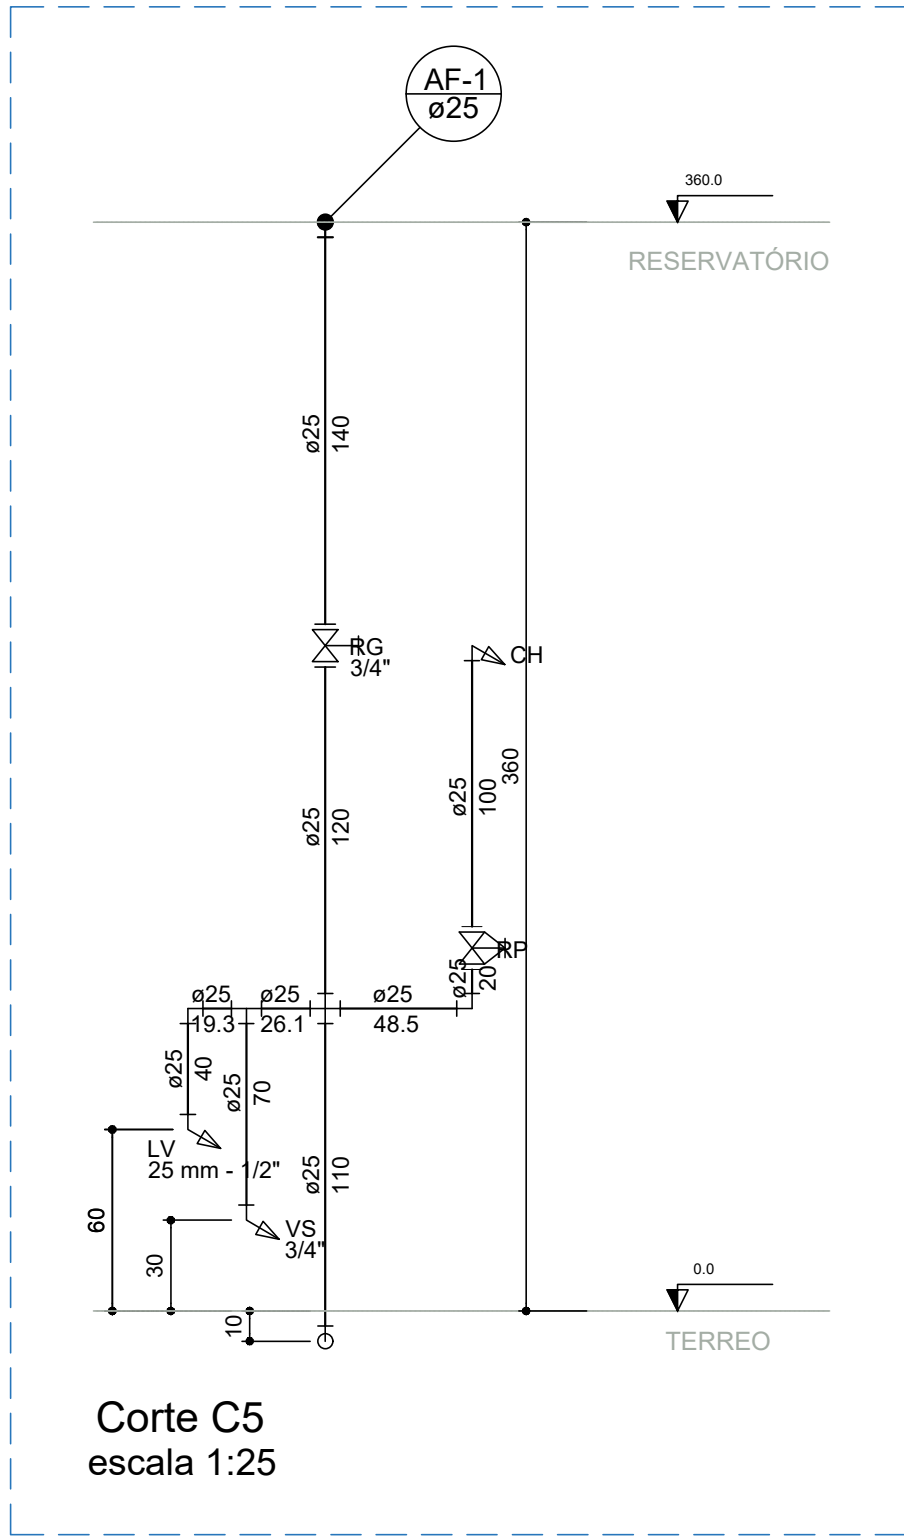 AF-1
ø25
360.0
RESERVATÓRIO
ø25
140
RG
3/4"
CH
360
ø25
100
ø25
120
RP
ø25
20
ø25
19.3
ø25
26.1
ø25
48.5
ø25
40
ø25
70
LV
25 mm - 1/2"
ø25
110
60
VS
3/4"
30
0.0
10
TERREO
Corte C5
escala 1:25